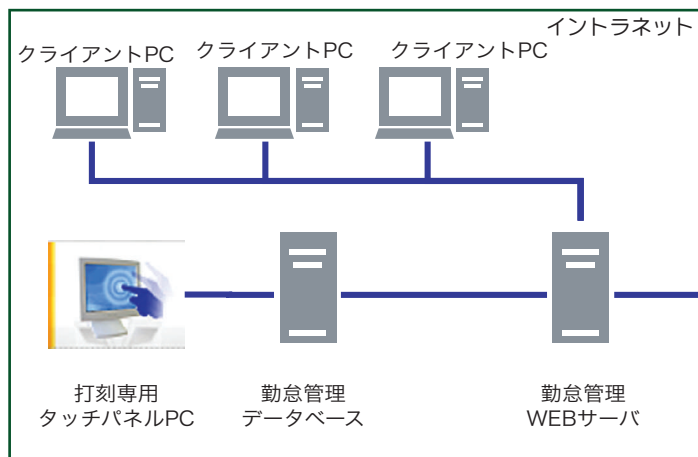 イントラネット
クライアントPC
クライアントPC
クライアントPC
打刻専用
タッチパネルPC
勤怠管理
データベース
勤怠管理
WEBサーバ